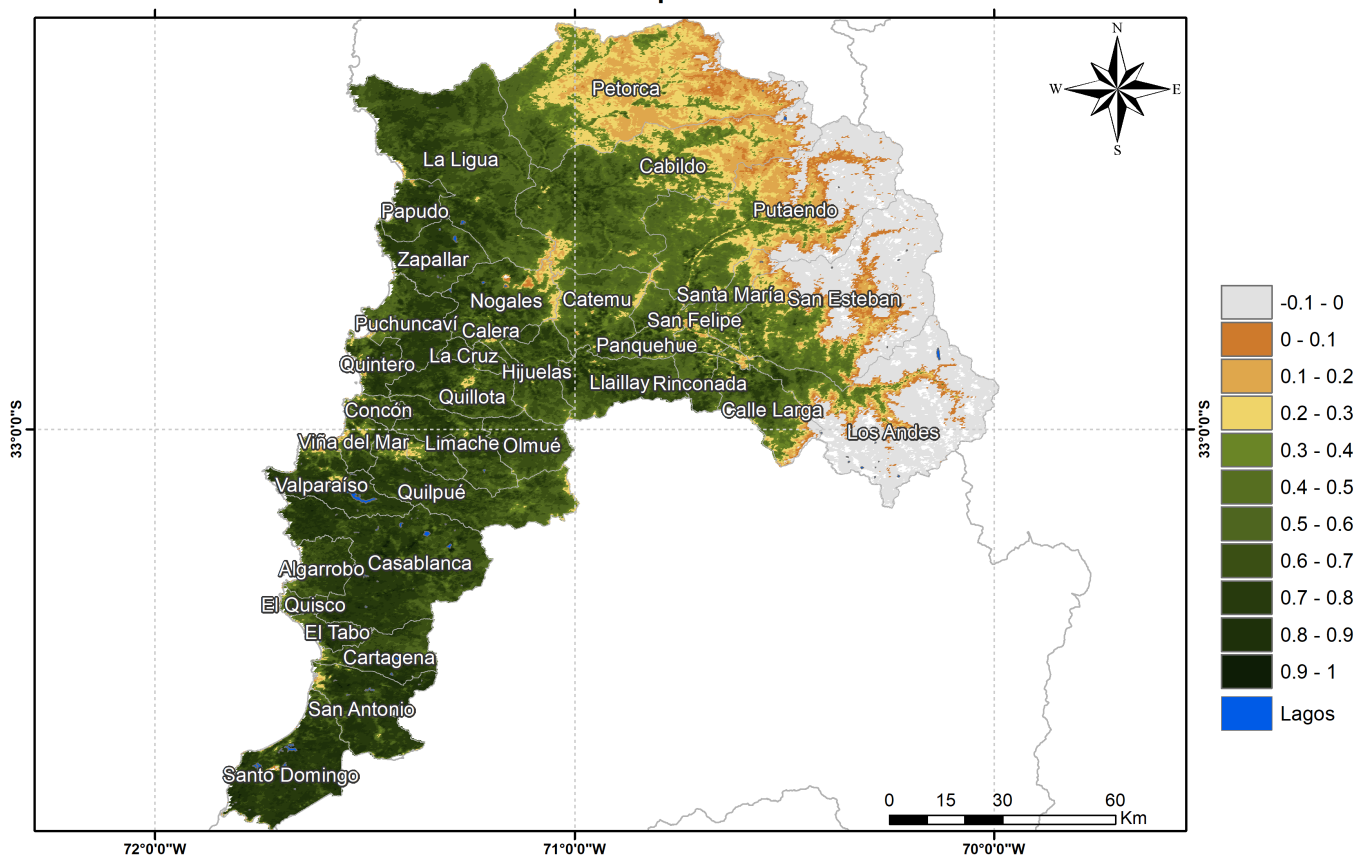 N
W E
S
Petorca
La Ligua
Cabildo
Papudo
Putaendo
Zapallar
Nogales
Catemu
Santa María
San Esteban
Puchuncaví
Calera
San Felipe
La Cruz
Panquehue
Quintero
Hijuelas
Llaillay
Rinconada
Quillota
Concón
Calle Larga
Viña del Mar
Limache
Olmué
Los Andes
Valparaíso
Quilpué
Algarrobo
Casablanca
El Quisco
El Tabo
Cartagena
San Antonio
Santo Domingo
33°0'0"S
33°0'0"S
-0.1 - 0
0 - 0.1
0.1 - 0.2
0.2 - 0.3
0.3 - 0.4
0.4 - 0.5
0.5 - 0.6
0.6 - 0.7
0.7 - 0.8
0.8 - 0.9
0.9 - 1
Lagos
0 15 30 60
Km
72°0'0"W 71°0'0"W 70°0'0"W